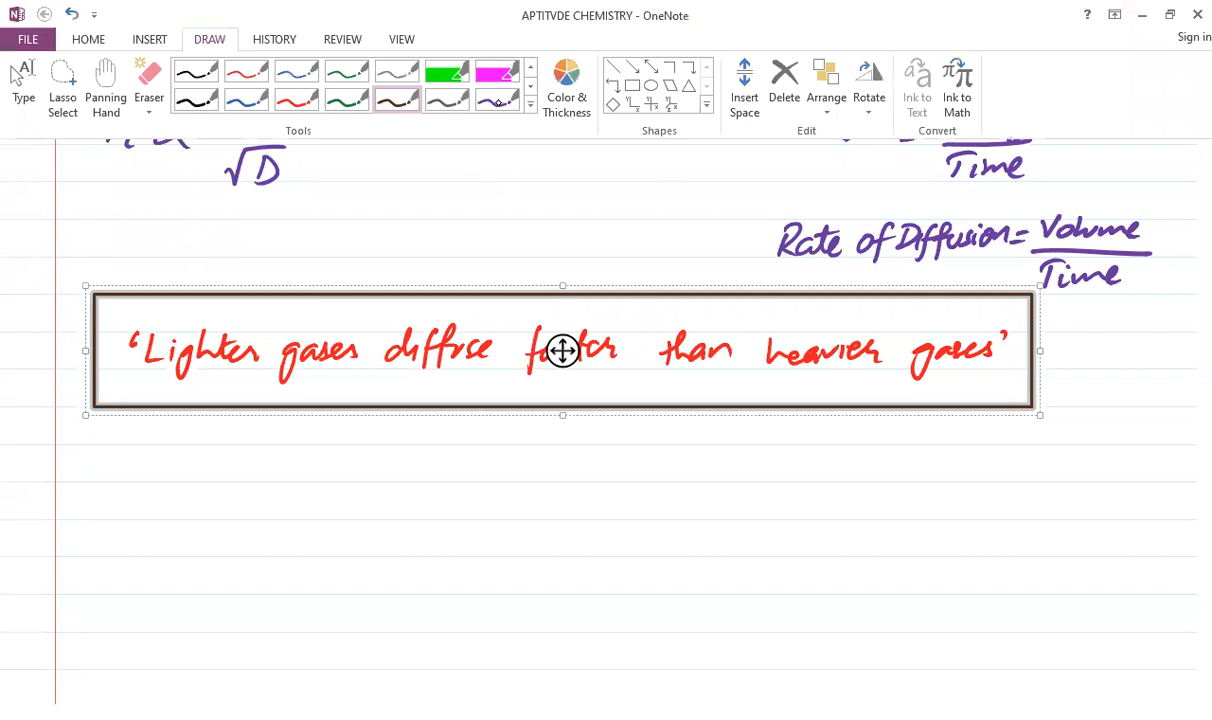 APTITVDE CHEMISTRY - OneNote
?
FILE HOME INSERT DRAW HISTORY REVIEW VIEW
Sign in
Type Lasso Select Panning Hand Eraser Color & Thickness Insert Space Delete Arrange Rotate Ink to Text Ink to Math
Tools Shapes Edit Convert
√D
Time
Rate of Diffusion = Volume
Time
'Lighter gases diffuse faster than heavier gases'